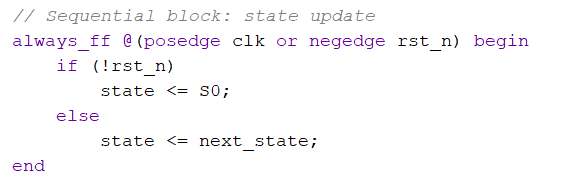 // Sequential block: state update
always_ff @(posedge clk or negedge rst_n) begin
    if (!rst_n)
        state <= S0;
    else
        state <= next_state;
end